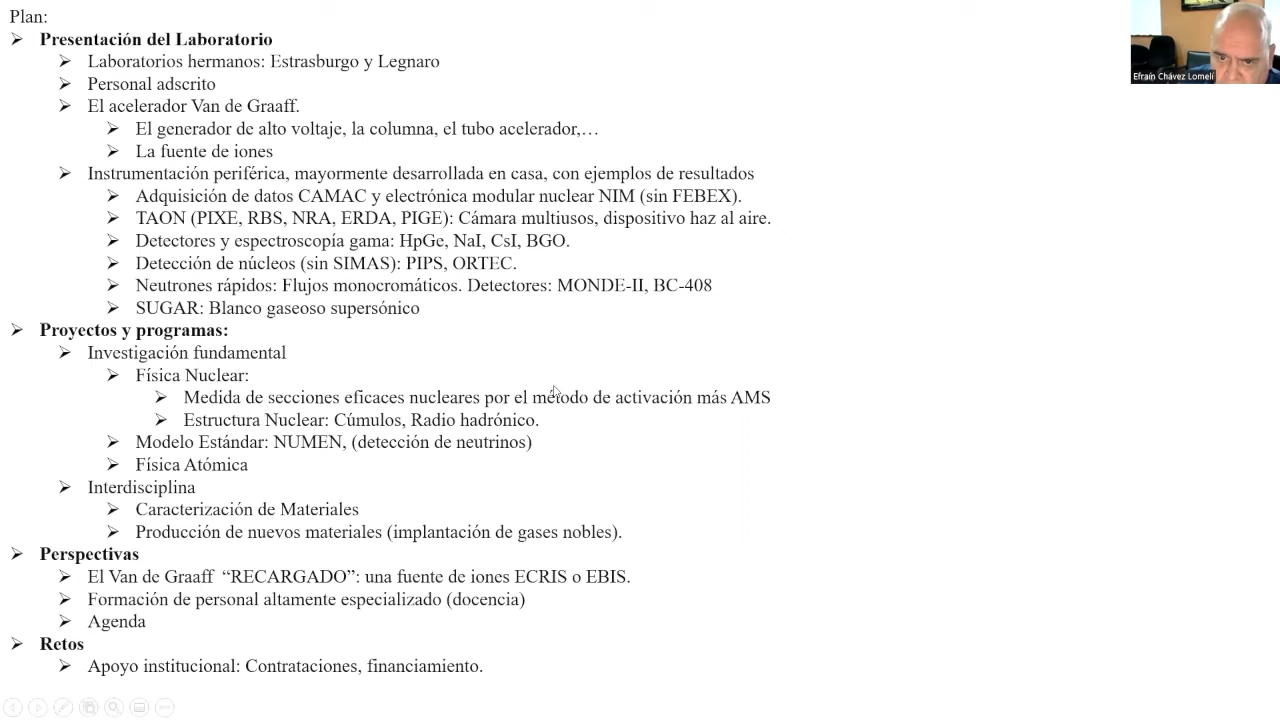 Plan:
Presentación del Laboratorio
Laboratorios hermanos: Estrasburgo y Legnaro
Personal adscrito
El acelerador Van de Graaff.
El generador de alto voltaje, la columna, el tubo acelerador,…
La fuente de iones
Instrumentación periférica, mayormente desarrollada en casa, con ejemplos de resultados
Adquisición de datos CAMAC y electrónica modular nuclear NIM (sin FEBEX).
TAON (PIXE, RBS, NRA, ERDA, PIGE): Cámara multiusos, dispositivo haz al aire.
Detectores y espectroscopía gama: HpGe, NaI, CsI, BGO.
Detección de núcleos (sin SIMAS): PIPS, ORTEC.
Neutrones rápidos: Flujos monocromáticos. Detectores: MONDE-II, BC-408
SUGAR: Blanco gaseoso supersónico
Proyectos y programas:
Investigación fundamental
Física Nuclear:
Medida de secciones eficaces nucleares por el método de activación más AMS
Estructura Nuclear: Cúmulos, Radio hadrónico.
Modelo Estándar: NUMEN, (detección de neutrinos)
Física Atómica
Interdisciplina
Caracterización de Materiales
Producción de nuevos materiales (implantación de gases nobles).
Perspectivas
El Van de Graaff “RECARGADO”: una fuente de iones ECRIS o EBIS.
Formación de personal altamente especializado (docencia)
Agenda
Retos
Apoyo institucional: Contrataciones, financiamiento.
Efraín Chávez Lomelí